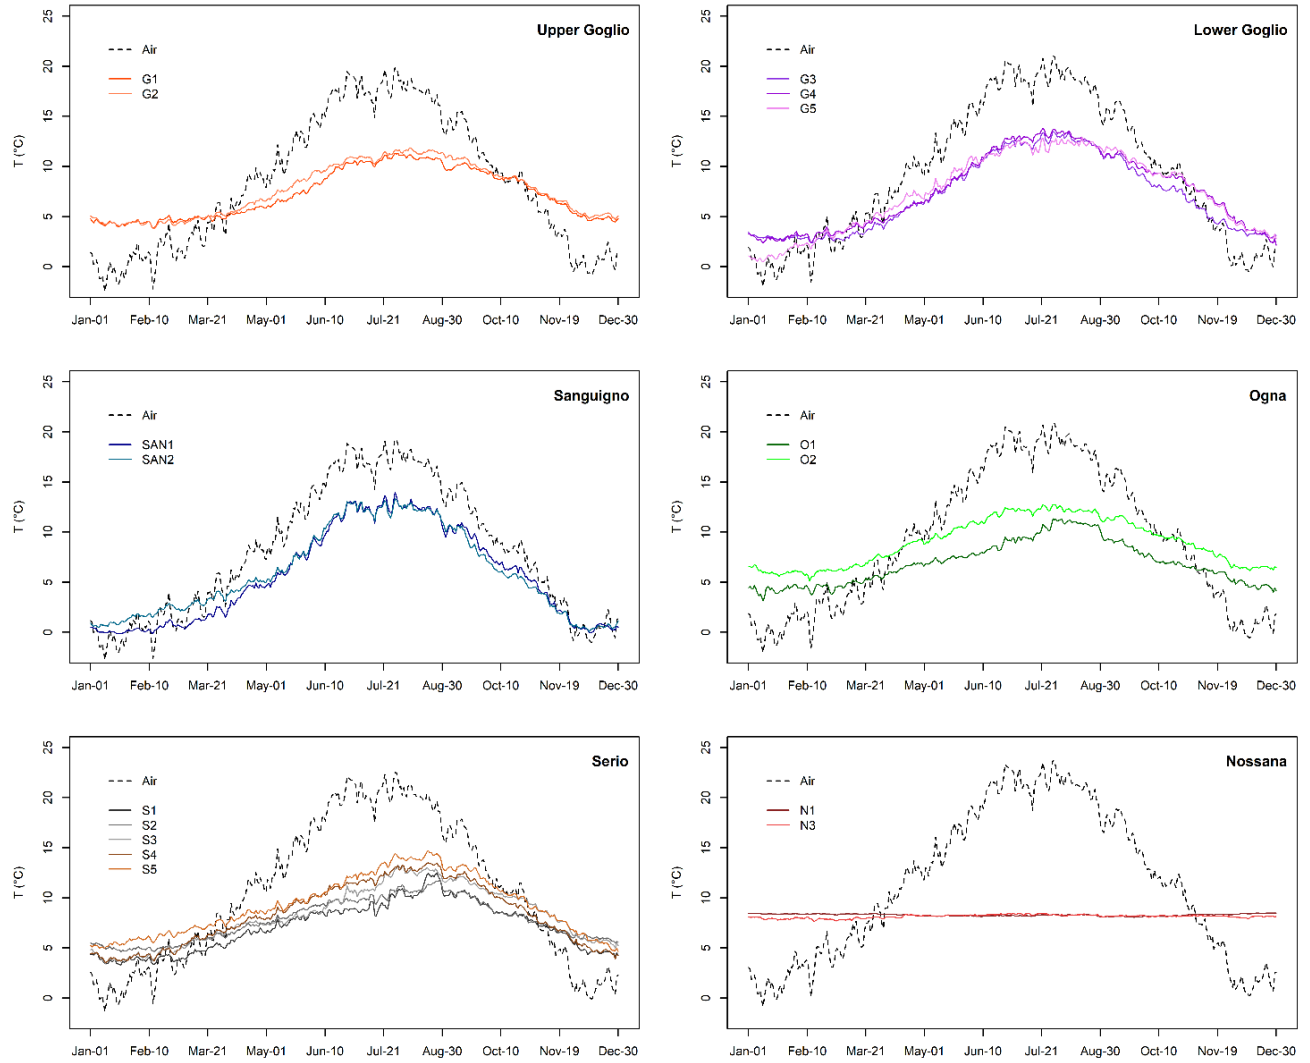 Upper Goglio
Air
G1
G2
T (°C)
0 5 10 15 20 25
Jan-01 Feb-10 Mar-21 May-01 Jun-10 Jul-21 Aug-30 Oct-10 Nov-19 Dec-30
Lower Goglio
Air
G3
G4
G5
T (°C)
0 5 10 15 20 25
Jan-01 Feb-10 Mar-21 May-01 Jun-10 Jul-21 Aug-30 Oct-10 Nov-19 Dec-30
Sanguigno
Air
SAN1
SAN2
T (°C)
0 5 10 15 20 25
Jan-01 Feb-10 Mar-21 May-01 Jun-10 Jul-21 Aug-30 Oct-10 Nov-19 Dec-30
Ogna
Air
O1
O2
T (°C)
0 5 10 15 20 25
Jan-01 Feb-10 Mar-21 May-01 Jun-10 Jul-21 Aug-30 Oct-10 Nov-19 Dec-30
Serio
Air
S1
S2
S3
S4
S5
T (°C)
0 5 10 15 20 25
Jan-01 Feb-10 Mar-21 May-01 Jun-10 Jul-21 Aug-30 Oct-10 Nov-19 Dec-30
Nossana
Air
N1
N3
T (°C)
0 5 10 15 20 25
Jan-01 Feb-10 Mar-21 May-01 Jun-10 Jul-21 Aug-30 Oct-10 Nov-19 Dec-30